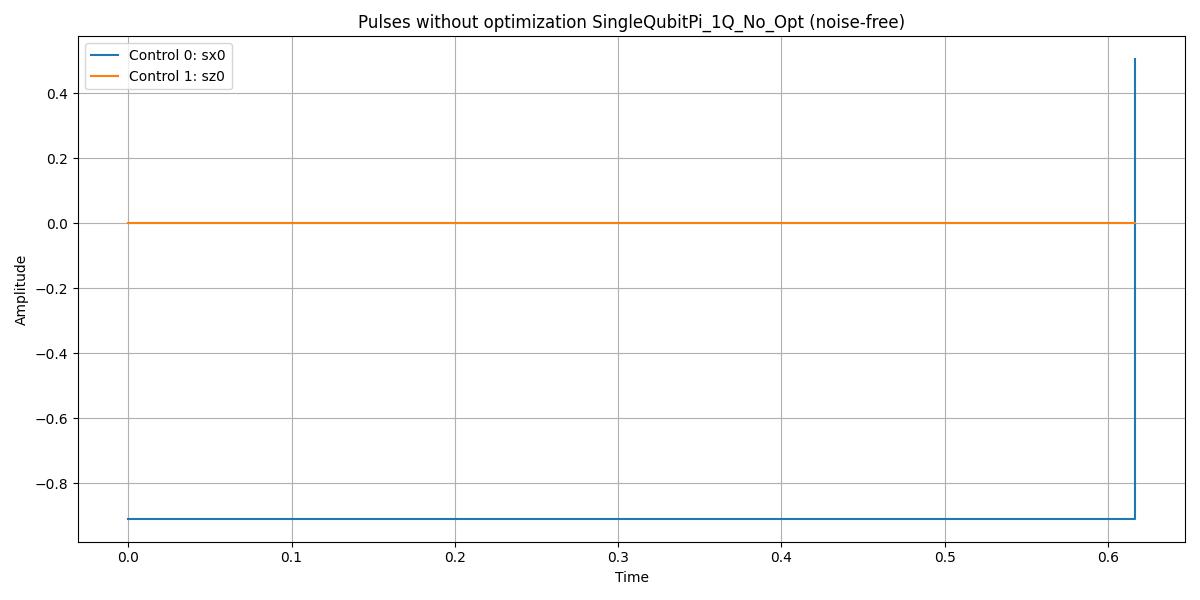 Pulses without optimization SingleQubitPi_1Q_No_Opt (noise-free)
Control 0: sx0
Control 1: sz0
Amplitude
0.4
0.2
0.0
−0.2
−0.4
−0.6
−0.8
0.0 0.1 0.2 0.3 0.4 0.5 0.6
Time